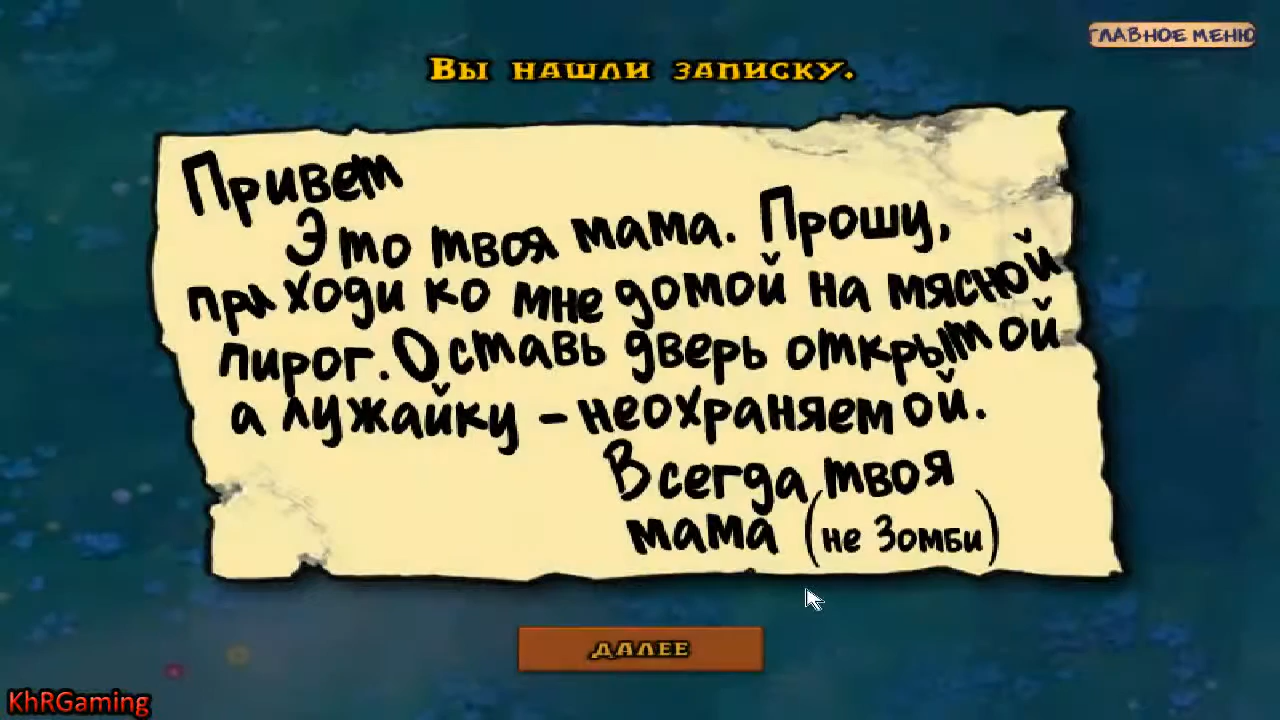 ГЛАВНОЕ МЕНЮ
Вы нашли записку.
Привет
Это твоя мама. Прошу,
приходи ко мне домой на мясной
пирог. Оставь дверь открытой
а лужайку - неохраняемой.
Всегда твоя
мама (не Зомби)
ДАЛЕЕ
KhRGaming